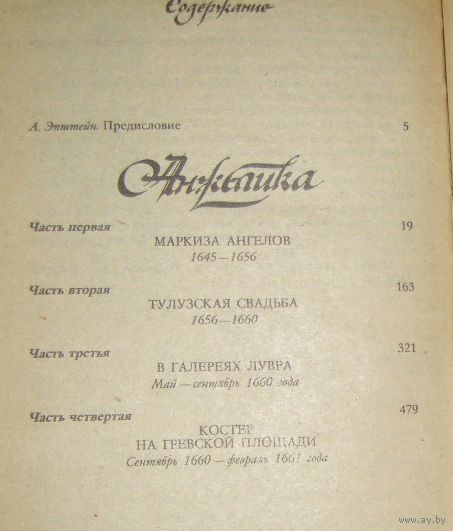 Содержание
А. Эпштейн. Предисловие 5
Анжелика
Часть первая 19
МАРКИЗА АНГЕЛОВ
1645—1656
Часть вторая 163
ТУЛУЗСКАЯ СВАДЬБА
1656—1660
Часть третья 321
В ГАЛЕРЕЯХ ЛУВРА
Май—сентябрь 1660 года
Часть четвертая 479
КОСТЕР
НА ГРЕВСКОЙ ПЛОЩАДИ
Сентябрь 1660—февраль 1661 года
www.ay.by